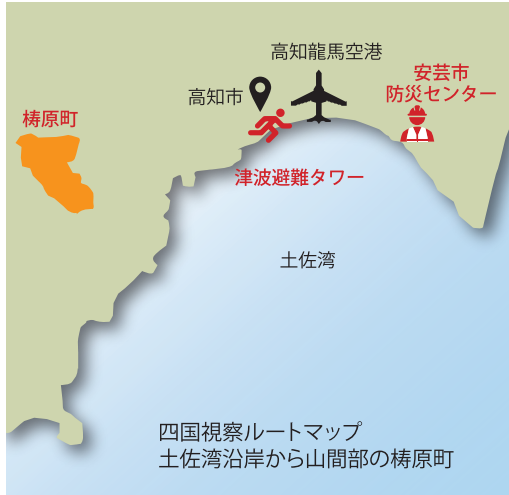 高知龍馬空港
安芸市
防災センター
高知市
梼原町
津波避難タワー
土佐湾
四国視察ルートマップ
土佐湾沿岸から山間部の梼原町